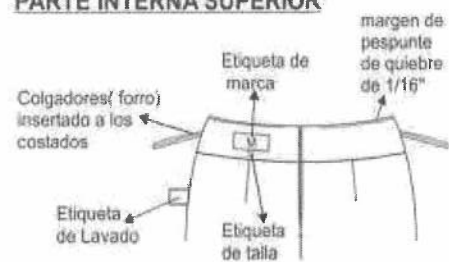 PARTE INTERNA SUPERIOR
margen de
pespunte
de quiebre
de 1/16"
Etiqueta de
marca
Colgadores( forro)
insertado a los
costados
M
Etiqueta
de Lavado
Etiqueta
de talla